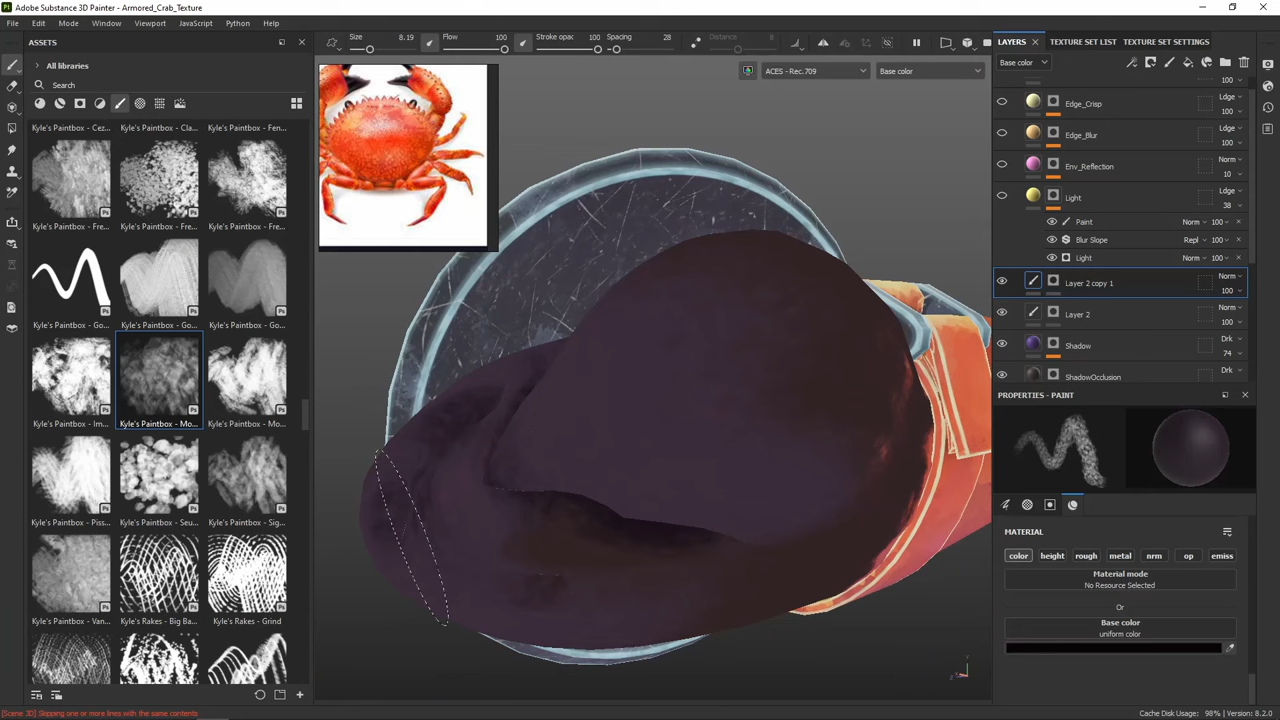 Adobe Substance 3D Painter - Armored_Crab_Texture
File Edit Mode Window Viewport JavaScript Python Help
ASSETS
All libraries
Search
Kyle's Paintbox - Cez... Kyle's Paintbox - Cla... Kyle's Paintbox - Fen...
Kyle's Paintbox - Fre... Kyle's Paintbox - Fre... Kyle's Paintbox - Fre...
Kyle's Paintbox - Go... Kyle's Paintbox - Go... Kyle's Paintbox - Go...
Kyle's Paintbox - Im... Kyle's Paintbox - Mo... Kyle's Paintbox - Mo...
Kyle's Paintbox - Piss... Kyle's Paintbox - Seu... Kyle's Paintbox - Sig...
Kyle's Paintbox - Van... Kyle's Rakes - Big Ba... Kyle's Rakes - Grind
Size 8.19 Flow 100 Stroke opac 100 Spacing 28 Distance 8
ACES - Rec.709 Base color
LAYERS TEXTURE SET LIST TEXTURE SET SETTINGS
Base color
100
Edge_Crisp Ldge 100
Edge_Blur Ldge 100
Env_Reflection Norm 10
Light Ldge 38
Paint Norm 100
Blur Slope Repl 100
Light Norm 100
Layer 2 copy 1 Norm 100
Layer 2 Norm 100
Shadow Drk 74
ShadowOcclusion Drk
PROPERTIES - PAINT
MATERIAL
color height rough metal nrm op emiss
Material mode
No Resource Selected
Or
Base color
uniform color
[Scene 3D] Skipping one or more lines with the same contents
Cache Disk Usage: 98% | Version: 8.2.0